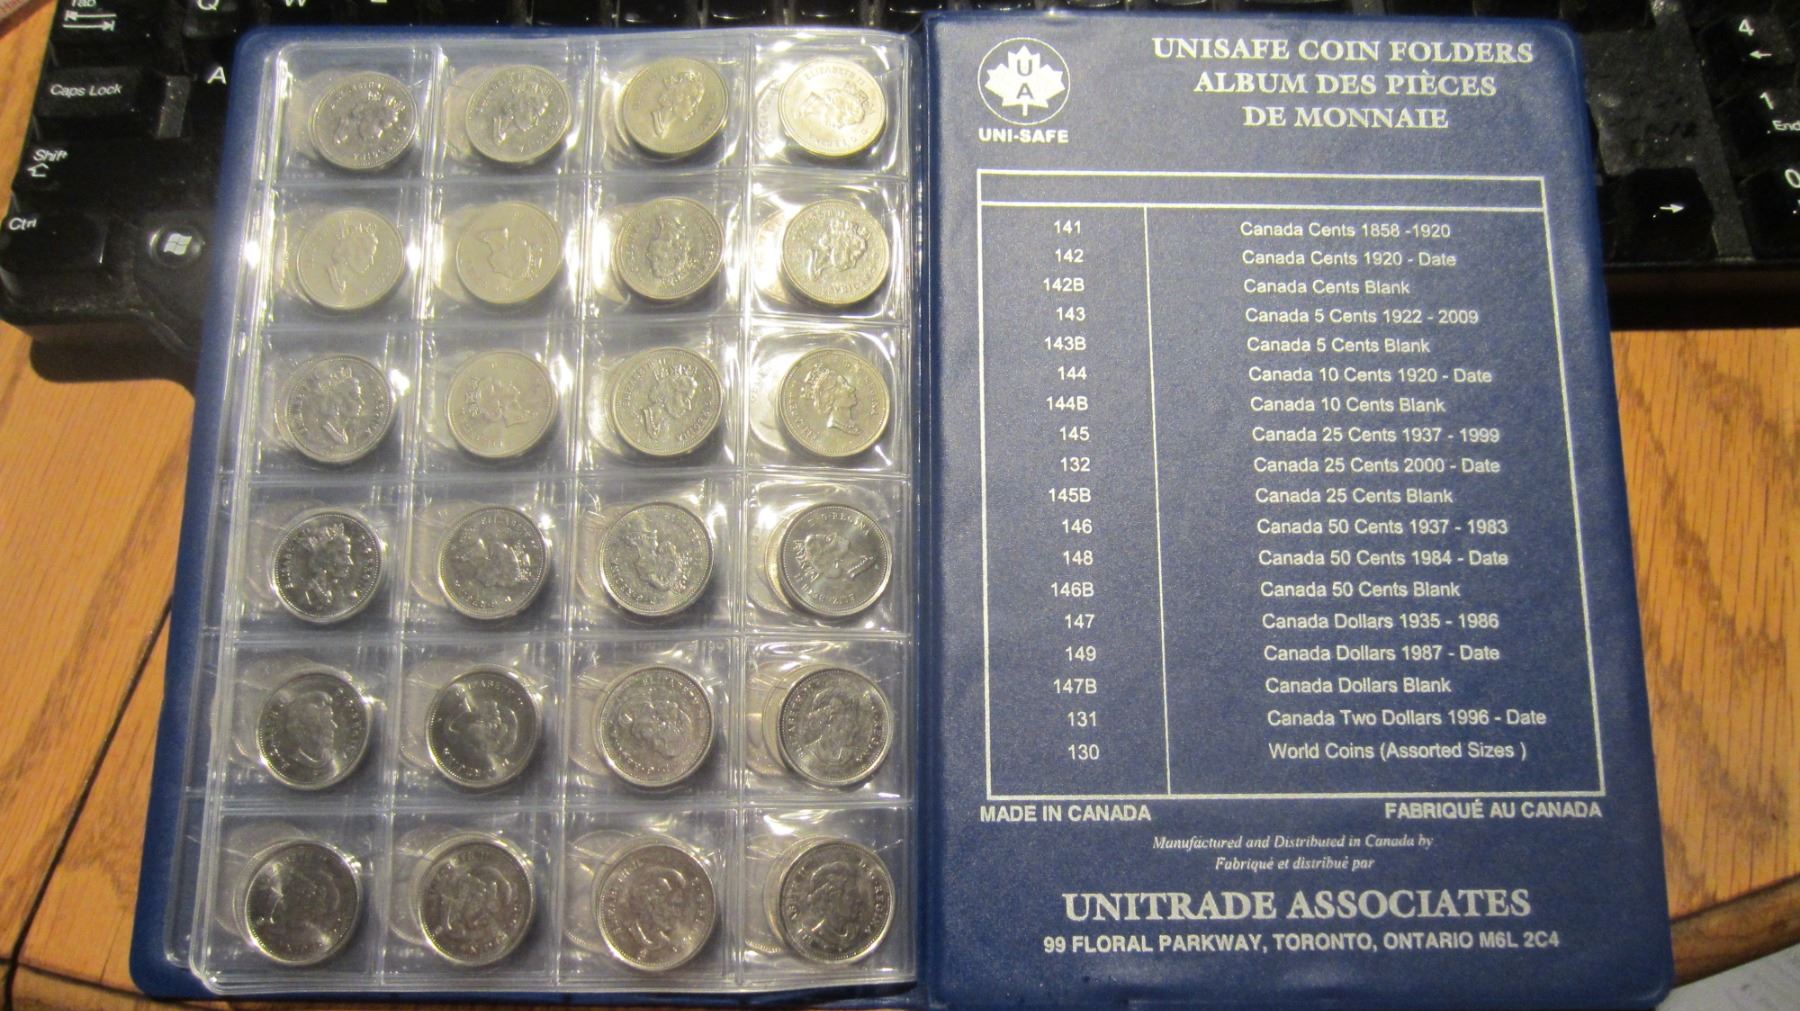 Tab
Q
W
Caps Lock
A
Shift
Ctrl
4
1
End
0
U
A
UNI-SAFE
UNISAFE COIN FOLDERS
ALBUM DES PIÈCES
DE MONNAIE
141 Canada Cents 1858 -1920
142 Canada Cents 1920 - Date
142B Canada Cents Blank
143 Canada 5 Cents 1922 - 2009
143B Canada 5 Cents Blank
144 Canada 10 Cents 1920 - Date
144B Canada 10 Cents Blank
145 Canada 25 Cents 1937 - 1999
132 Canada 25 Cents 2000 - Date
145B Canada 25 Cents Blank
146 Canada 50 Cents 1937 - 1983
148 Canada 50 Cents 1984 - Date
146B Canada 50 Cents Blank
147 Canada Dollars 1935 - 1986
149 Canada Dollars 1987 - Date
147B Canada Dollars Blank
131 Canada Two Dollars 1996 - Date
130 World Coins (Assorted Sizes )
MADE IN CANADA FABRIQUÉ AU CANADA
Manufactured and Distributed in Canada by
Fabriqué et distribué par
UNITRADE ASSOCIATES
99 FLORAL PARKWAY, TORONTO, ONTARIO M6L 2C4